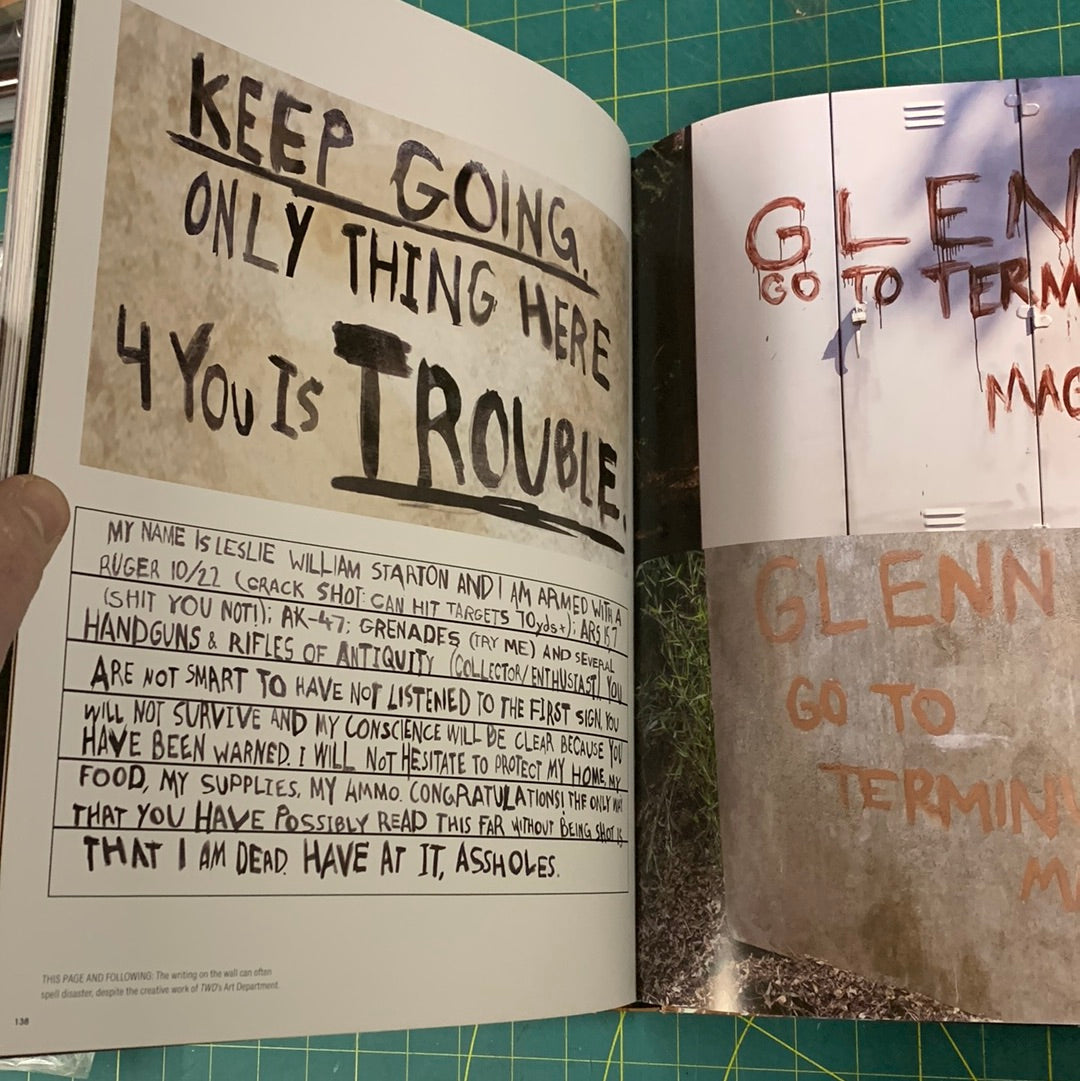 KEEP GOING.
ONLY THING HERE
4 YOU IS TROUBLE.
MY NAME IS LESLIE WILLIAM STARTON AND I AM ARMED WITH A
RUGER 10/22 (CRACK SHOT: CAN HIT TARGETS 70yds+); ARS 15, 7
(SHIT YOU NOT!); AK-47; GRENADES (TRY ME) AND SEVERAL
HANDGUNS & RIFLES OF ANTIQUITY (COLLECTOR/ENTHUSIAST) YOU
ARE NOT SMART TO HAVE NOT LISTENED TO THE FIRST SIGN. YOU
WILL NOT SURVIVE AND MY CONSCIENCE WILL BE CLEAR BECAUSE YOU
HAVE BEEN WARNED. I WILL NOT HESITATE TO PROTECT MY HOME, MY
FOOD, MY SUPPLIES, MY AMMO. CONGRATULATIONS! THE ONLY WAY
THAT YOU HAVE POSSIBLY READ THIS FAR WITHOUT BEING SHOT IS
THAT I AM DEAD. HAVE AT IT, ASSHOLES.
THIS PAGE AND FOLLOWING: The writing on the wall can often
spell disaster, despite the creative work of TWD's Art Department.
138
GLEN
GO TO TERM
MAG
GLENN
GO TO
TERMIN
MA